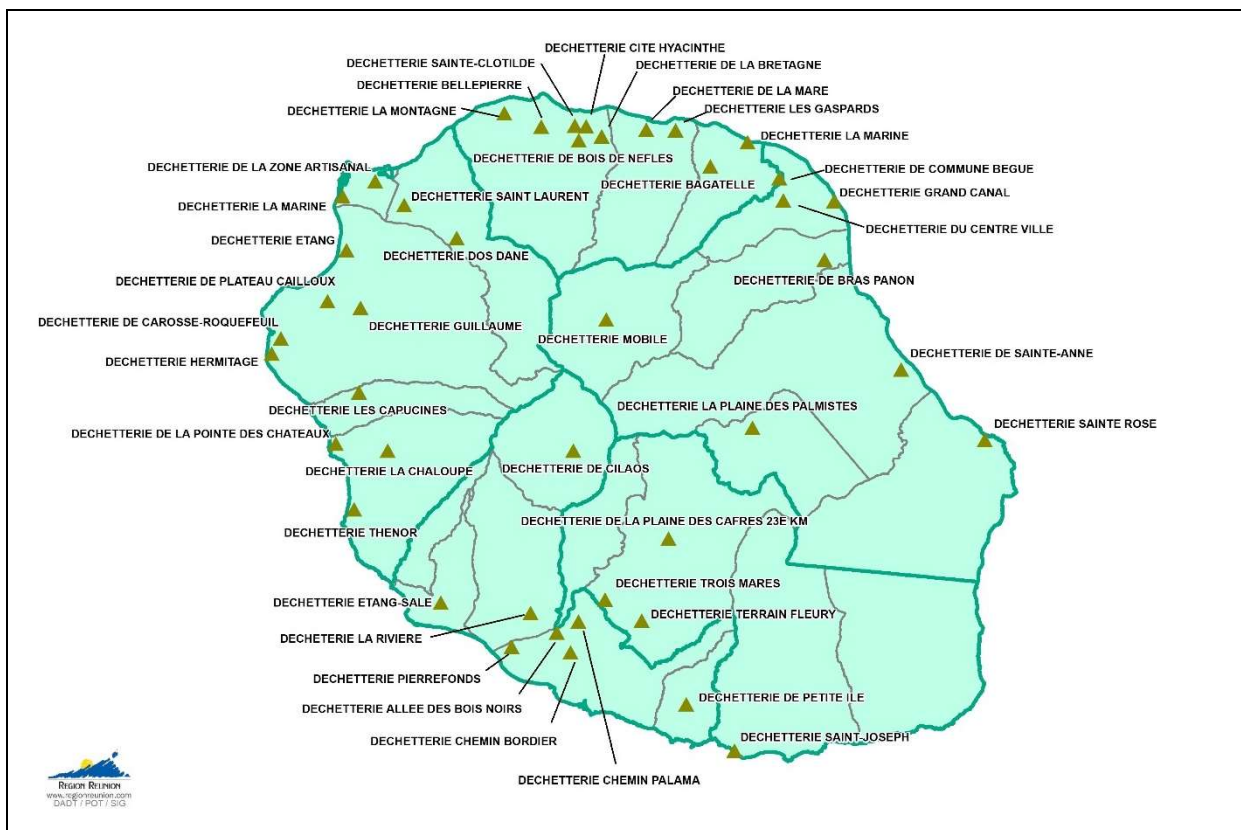 DECHETTERIE CITE HYACINTHE
DECHETTERIE SAINTE-CLOTILDE
DECHETTERIE DE LA BRETAGNE
DECHETTERIE BELLEPIERRE
DECHETTERIE DE LA MARE
DECHETTERIE LA MONTAGNE
DECHETTERIE LES GASPARDS
DECHETTERIE LA MARINE
DECHETTERIE DE LA ZONE ARTISANAL
DECHETTERIE DE BOIS DE NEFLES
DECHETTERIE DE COMMUNE BEGUE
DECHETTERIE BAGATELLE
DECHETTERIE SAINT LAURENT
DECHETTERIE GRAND CANAL
DECHETTERIE LA MARINE
DECHETTERIE DU CENTRE VILLE
DECHETTERIE ETANG
DECHETTERIE DOS DANE
DECHETTERIE DE PLATEAU CAILLOUX
DECHETTERIE DE BRAS PANON
DECHETTERIE DE CAROSSE-ROQUEFEUIL
DECHETTERIE GUILLAUME
DECHETTERIE MOBILE
DECHETTERIE HERMITAGE
DECHETTERIE DE SAINTE-ANNE
DECHETTERIE LES CAPUCINES
DECHETTERIE LA PLAINE DES PALMISTES
DECHETTERIE SAINTE ROSE
DECHETTERIE DE LA POINTE DES CHATEAUX
DECHETTERIE LA CHALOUPE
DECHETTERIE DE CILAOS
DECHETTERIE DE LA PLAINE DES CAFRES 23E KM
DECHETTERIE THENOR
DECHETTERIE TROIS MARES
DECHETTERIE ETANG-SALE
DECHETTERIE TERRAIN FLEURY
DECHETERIE LA RIVIERE
DECHETTERIE PIERREFONDS
DECHETTERIE DE PETITE ILE
DECHETTERIE ALLEE DES BOIS NOIRS
DECHETTERIE SAINT-JOSEPH
DECHETTERIE CHEMIN BORDIER
DECHETTERIE CHEMIN PALAMA
REGION REUNION
www.regionreunion.com
DADT / POT / SIG